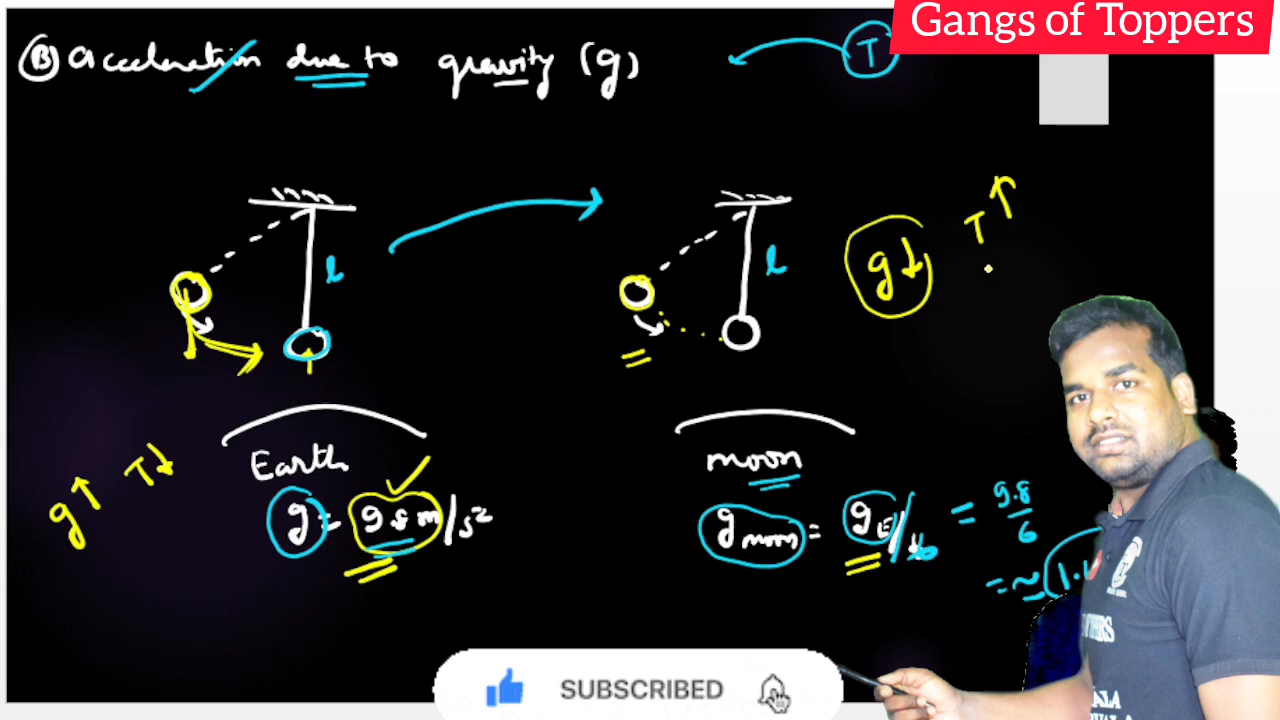 Gangs of Toppers
(B) acceleration due to gravity (g)
T
l
l
g↓ T↑
g↑ T↓
Earth
g = 9.8 m/s²
moon
g moon = gE/6 = 9.8/6
= ≈ 1.
SUBSCRIBED